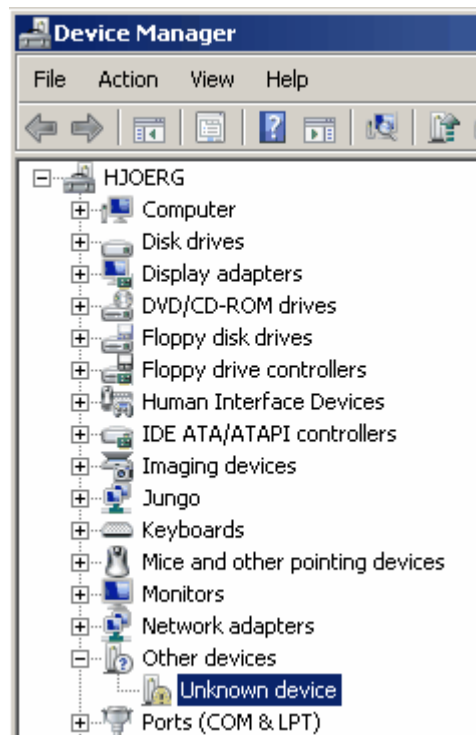 Device Manager
File Action View Help
HJOERG
Computer
Disk drives
Display adapters
DVD/CD-ROM drives
Floppy disk drives
Floppy drive controllers
Human Interface Devices
IDE ATA/ATAPI controllers
Imaging devices
Jungo
Keyboards
Mice and other pointing devices
Monitors
Network adapters
Other devices
Unknown device
Ports (COM & LPT)